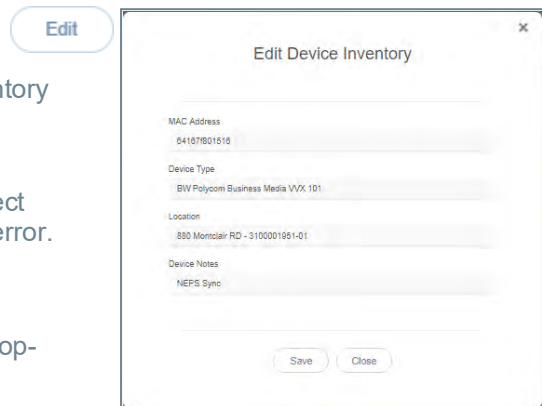 Edit
ntory
ect
error.
op-
×
Edit Device Inventory
MAC Address
64167f801516
Device Type
BW Polycom Business Media VVX 101
Location
880 Montclair RD - 3100001951-01
Device Notes
NEPS Sync
Save
Close